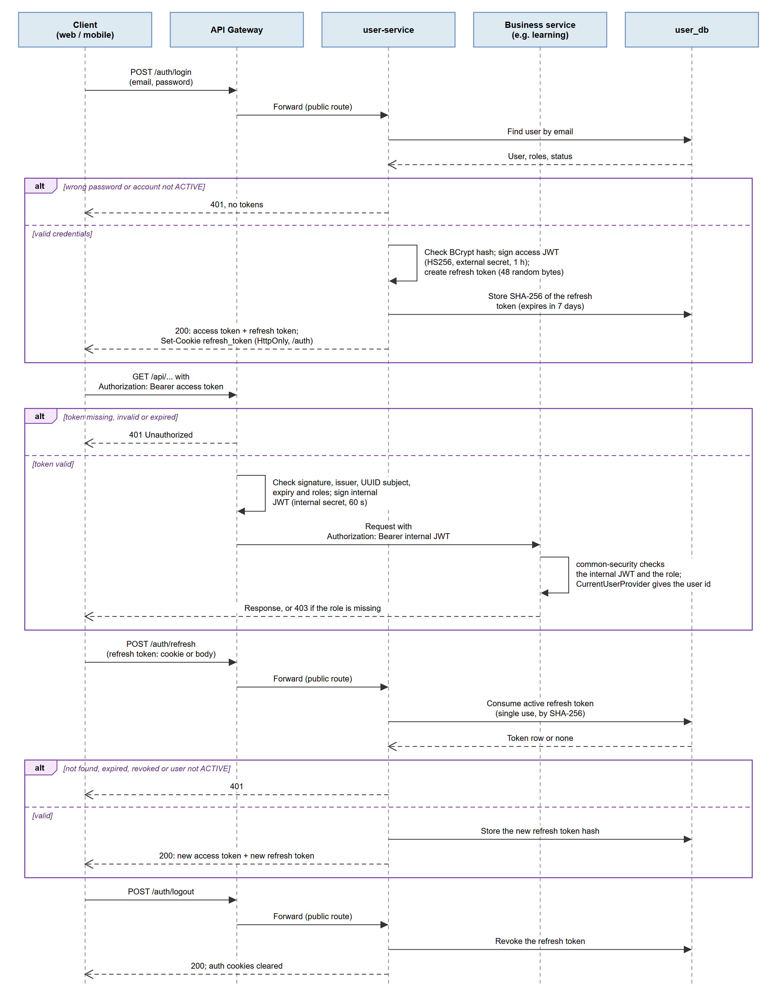 Client
(web / mobile)
API Gateway
user-service
Business service
(e.g. learning)
user_db
POST /auth/login
(email, password)
Forward (public route)
Find user by email
User, roles, status
alt
[wrong password or account not ACTIVE]
401, no tokens
[valid credentials]
Check BCrypt hash; sign access JWT
(HS256, external secret, 1 h);
create refresh token (48 random bytes)
Store SHA-256 of the refresh
token (expires in 7 days)
200: access token + refresh token;
Set-Cookie refresh_token (HttpOnly, /auth)
GET /api/... with
Authorization: Bearer access token
alt
[token missing, invalid or expired]
401 Unauthorized
[token valid]
Check signature, issuer, UUID subject,
expiry and roles; sign internal
JWT (internal secret, 60 s)
Request with
Authorization: Bearer internal JWT
common-security checks
the internal JWT and the role;
CurrentUserProvider gives the user id
Response, or 403 if the role is missing
POST /auth/refresh
(refresh token: cookie or body)
Forward (public route)
Consume active refresh token
(single use, by SHA-256)
Token row or none
alt
[not found, expired, revoked or user not ACTIVE]
401
[valid]
Store the new refresh token hash
200: new access token + new refresh token
POST /auth/logout
Forward (public route)
Revoke the refresh token
200; auth cookies cleared